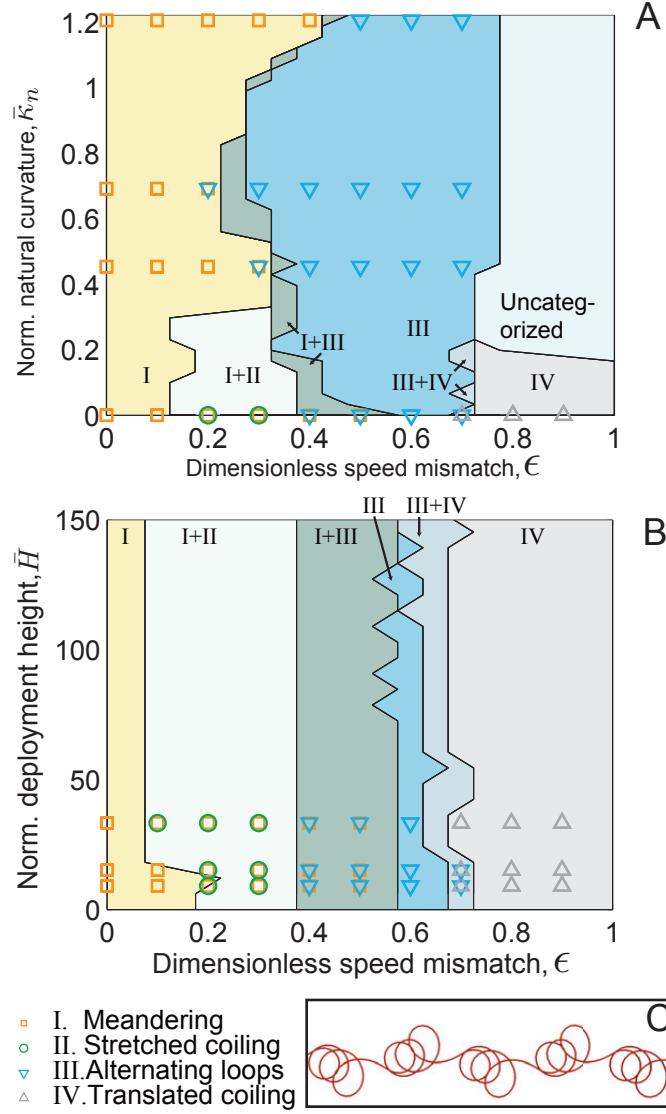 A
Norm. natural curvature, κ̄n
1.2
1
0.8
0.6
0.4
0.2
0
I
I+II
I+III
III
III+IV
Uncateg-
orized
IV
0 0.2 0.4 0.6 0.8 1
Dimensionless speed mismatch, ϵ
B
Norm. deployment height, H̄
150
100
50
0
I
I+II
I+III
III
III+IV
IV
0 0.2 0.4 0.6 0.8 1
Dimensionless speed mismatch, ϵ
I. Meandering
II. Stretched coiling
III.Alternating loops
IV.Translated coiling
C